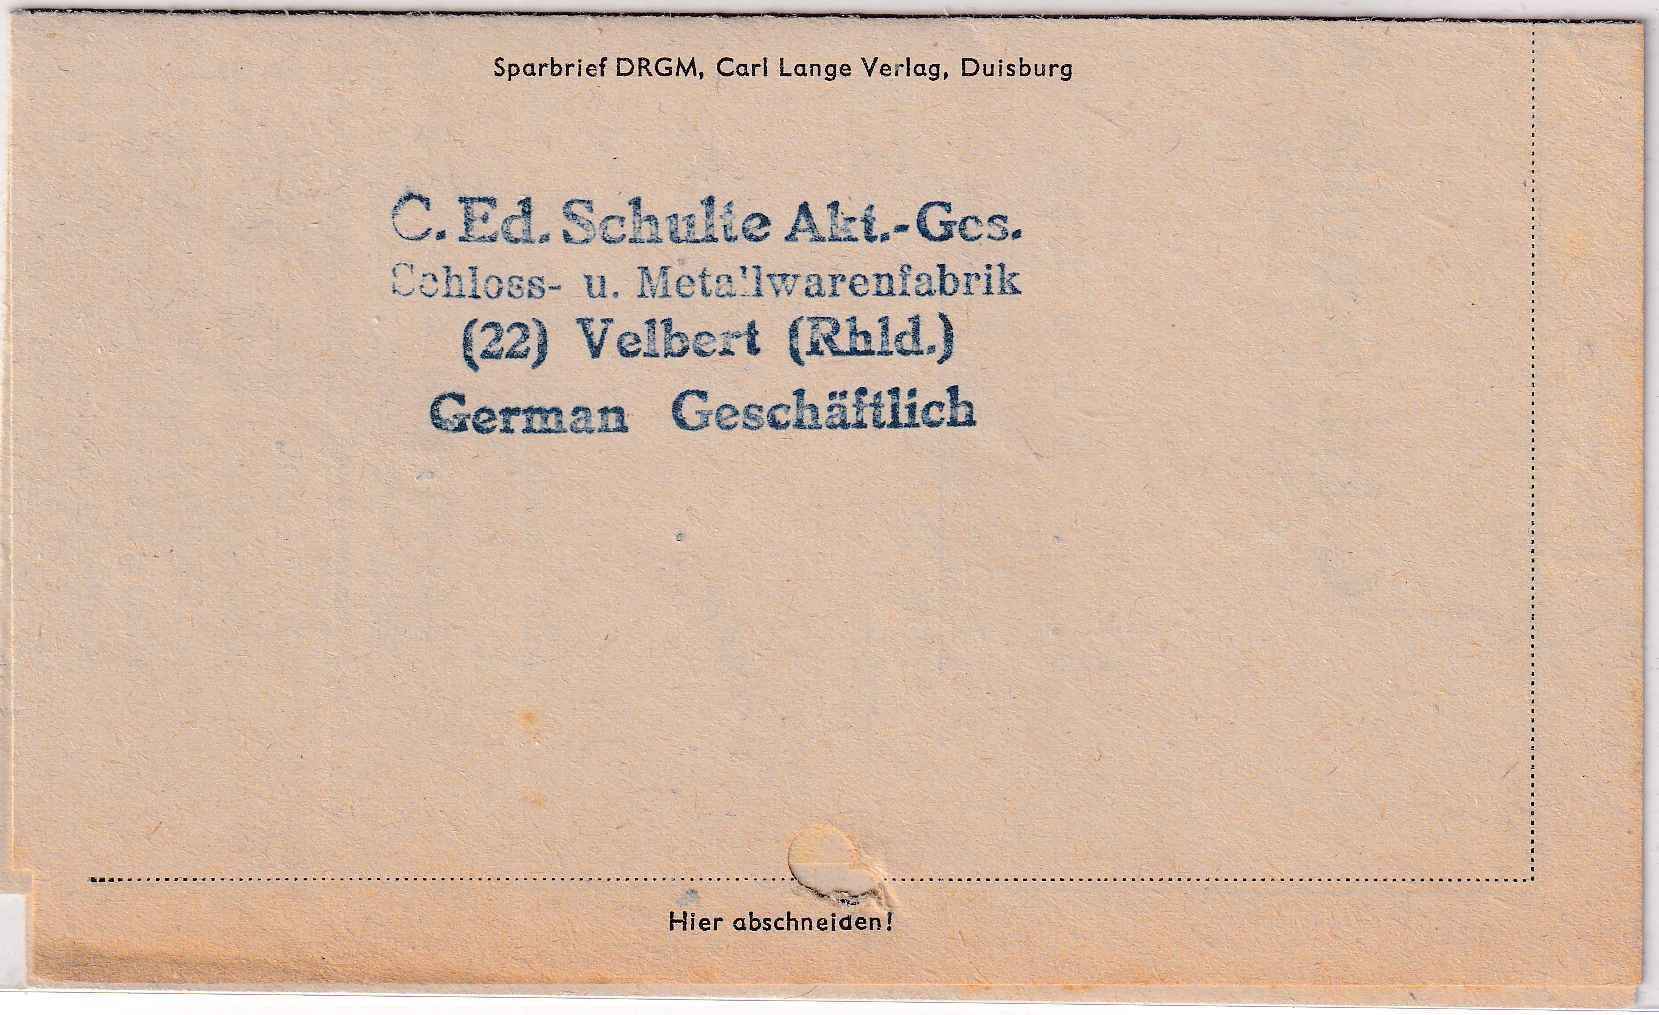 Sparbrief DRGM, Carl Lange Verlag, Duisburg
C. Ed. Schulte Akt.-Ges.
Schloss- u. Metallwarenfabrik
(22) Velbert (Rhld.)
German Geschäftlich
Hier abschneiden!